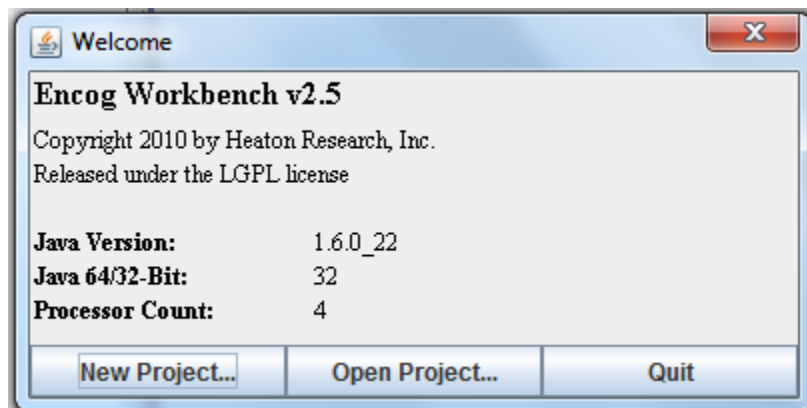 Welcome
Encog Workbench v2.5
Copyright 2010 by Heaton Research, Inc.
Released under the LGPL license
Java Version: 1.6.0_22
Java 64/32-Bit: 32
Processor Count: 4
New Project... Open Project... Quit